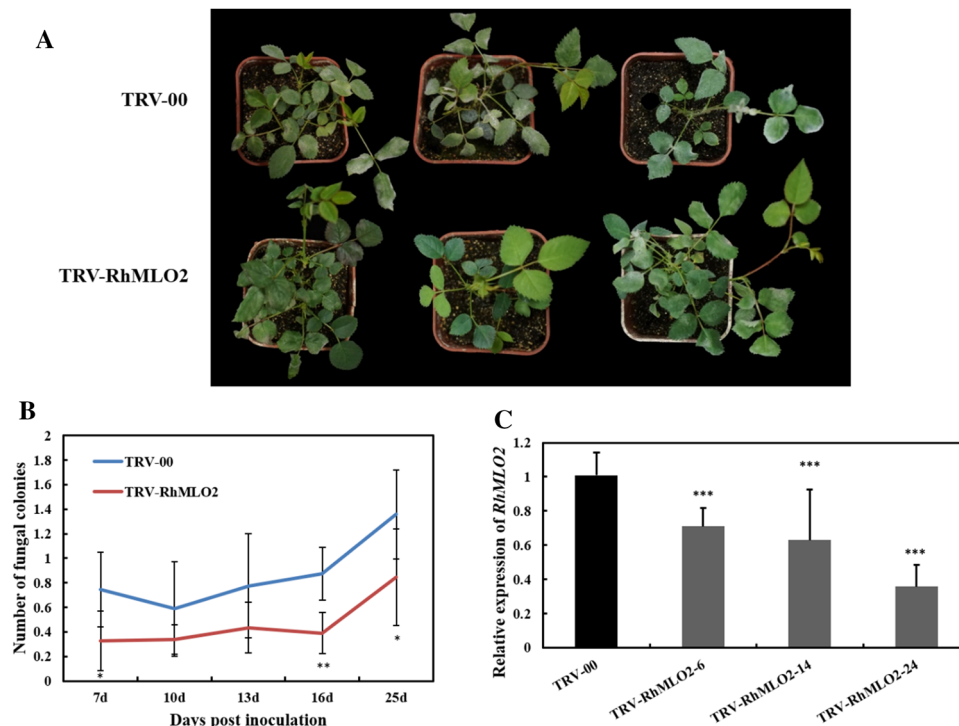 A
TRV-00
TRV-RhMLO2
B
Number of fungal colonies
2
1.8
1.6
1.4
1.2
1
0.8
0.6
0.4
0.2
0
TRV-00
TRV-RhMLO2
*
**
*
7d 10d 13d 16d 25d
Days post inoculation
C
Relative expression of RhMLO2
1.2
1
0.8
0.6
0.4
0.2
0
***
***
***
TRV-00
TRV-RhMLO2-6
TRV-RhMLO2-14
TRV-RhMLO2-24